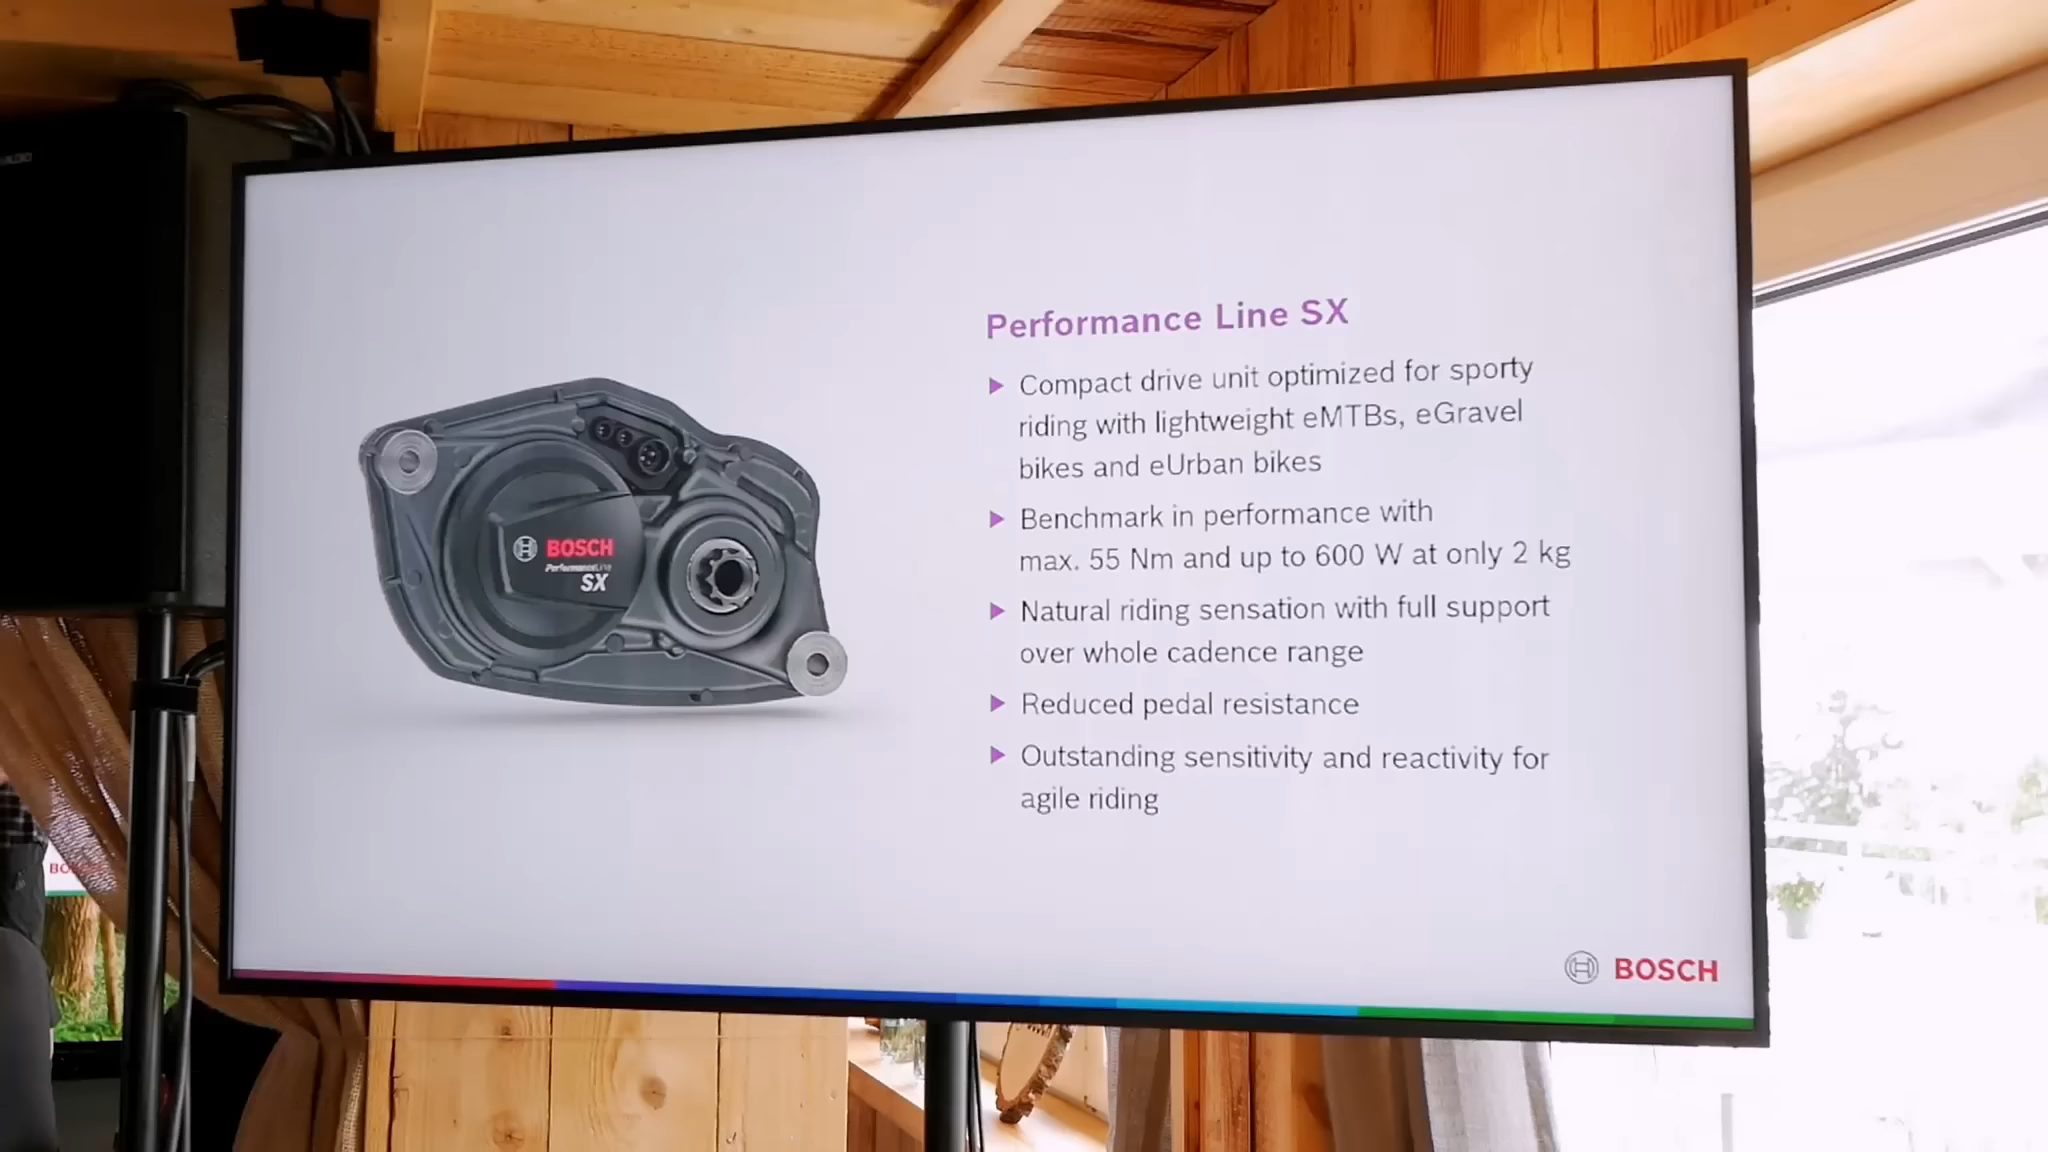 Performance Line SX
Compact drive unit optimized for sporty
riding with lightweight eMTBs, eGravel
bikes and eUrban bikes
Benchmark in performance with
max. 55 Nm and up to 600 W at only 2 kg
Natural riding sensation with full support
over whole cadence range
Reduced pedal resistance
Outstanding sensitivity and reactivity for
agile riding
BOSCH
PerformanceLine
SX
BOSCH